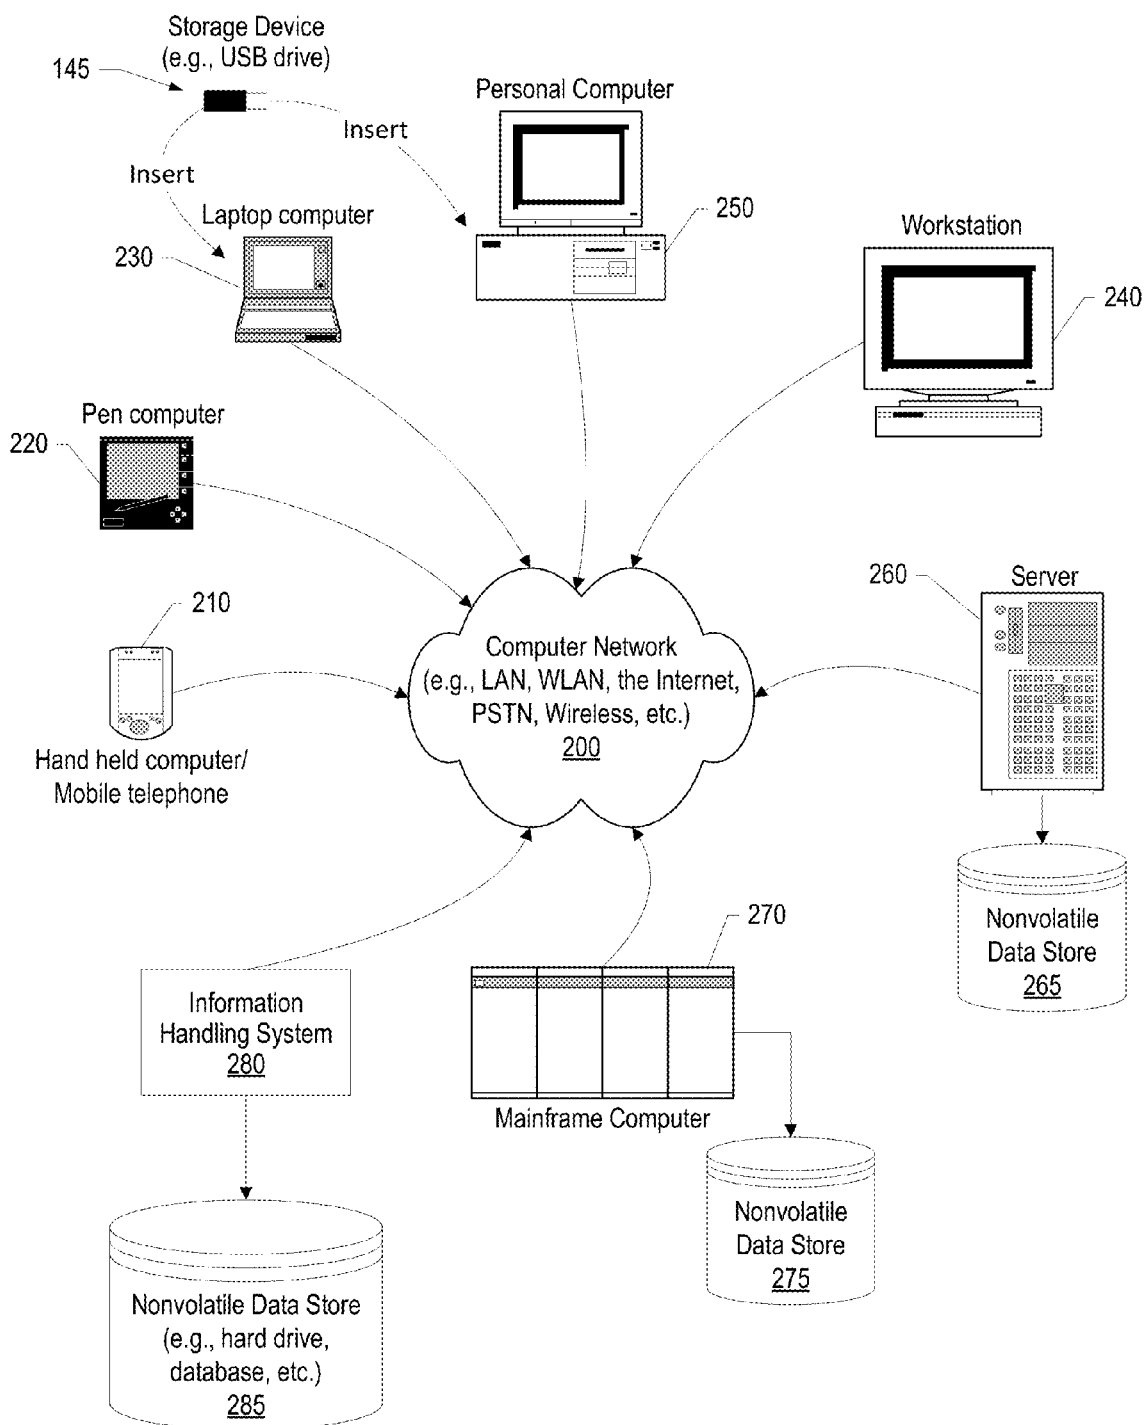 Storage Device
(e.g., USB drive)
145
Personal Computer
Insert
Insert
Laptop computer
250
Workstation
230
240
Pen computer
220
260
Server
210
Computer Network
(e.g., LAN, WLAN, the Internet,
PSTN, Wireless, etc.)
200
Hand held computer/
Mobile telephone
270
Nonvolatile
Data Store
265
Information
Handling System
280
Mainframe Computer
Nonvolatile
Data Store
275
Nonvolatile Data Store
(e.g., hard drive,
database, etc.)
285